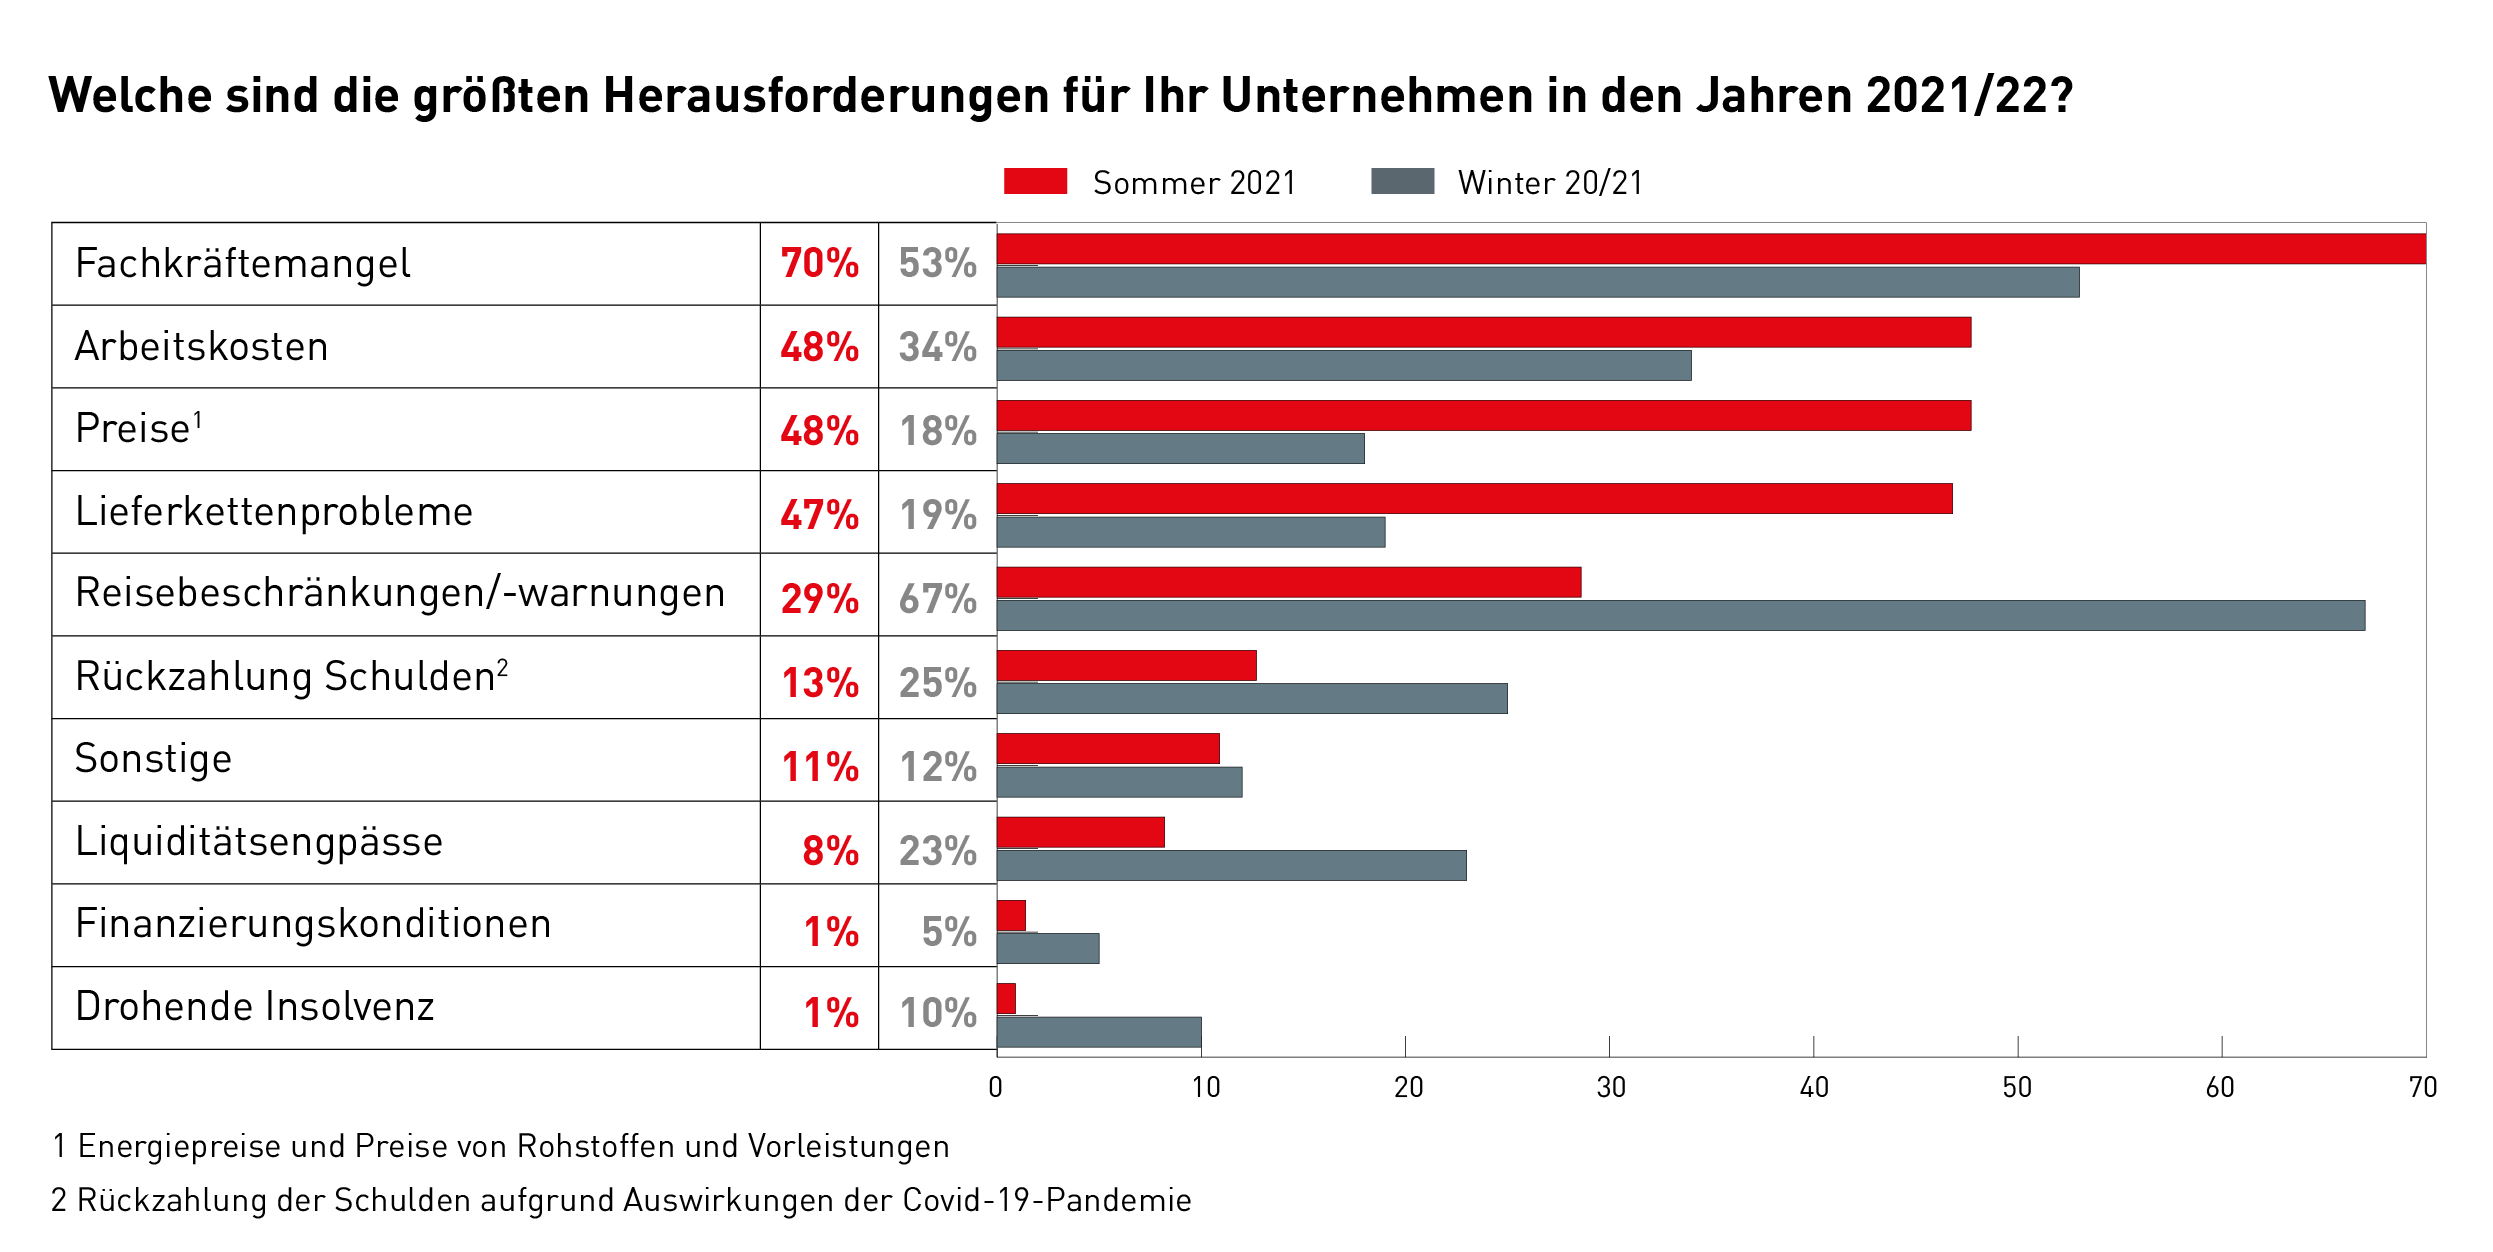 Welche sind die größten Herausforderungen für Ihr Unternehmen in den Jahren 2021/22?
Sommer 2021 Winter 20/21
Fachkräftemangel 70% 53%
Arbeitskosten 48% 34%
Preise¹ 48% 18%
Lieferkettenprobleme 47% 19%
Reisebeschränkungen/-warnungen 29% 67%
Rückzahlung Schulden² 13% 25%
Sonstige 11% 12%
Liquiditätsengpässe 8% 23%
Finanzierungskonditionen 1% 5%
Drohende Insolvenz 1% 10%
0 10 20 30 40 50 60 70
1 Energiepreise und Preise von Rohstoffen und Vorleistungen
2 Rückzahlung der Schulden aufgrund Auswirkungen der Covid-19-Pandemie